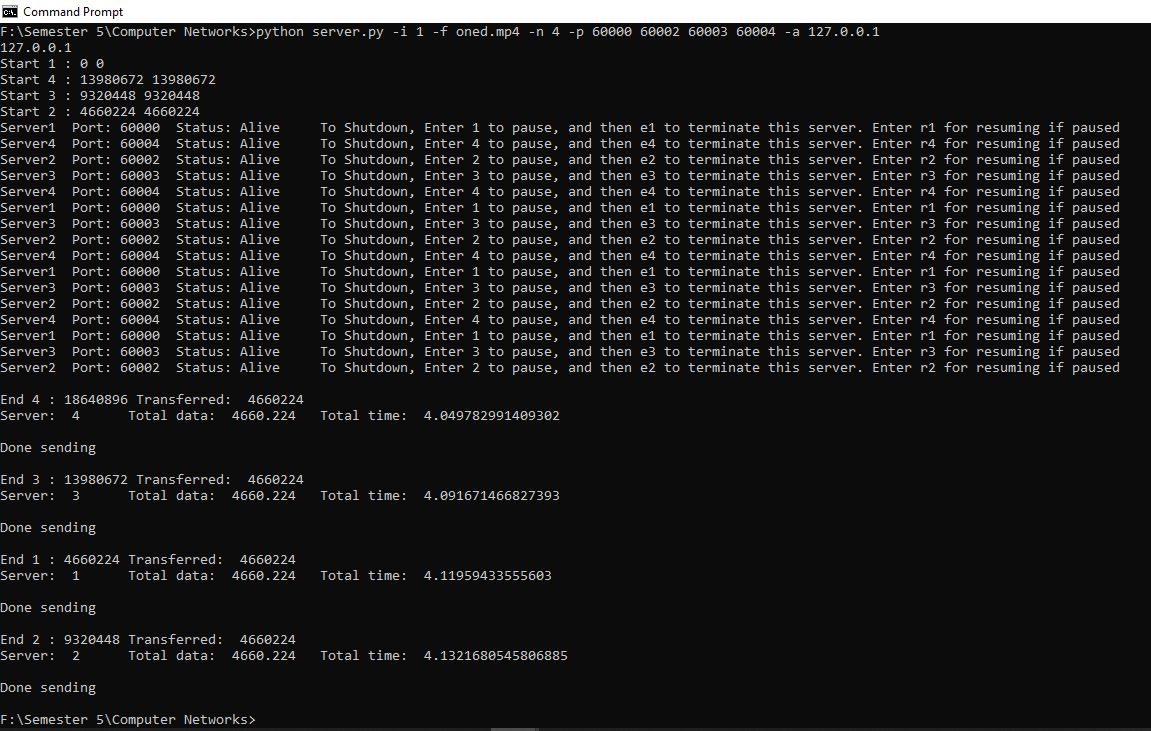 Command Prompt
F:\Semester 5\Computer Networks>python server.py -i 1 -f oned.mp4 -n 4 -p 60000 60002 60003 60004 -a 127.0.0.1
127.0.0.1
Start 1 : 0 0
Start 4 : 13980672 13980672
Start 3 : 9320448 9320448
Start 2 : 4660224 4660224
Server1  Port: 60000  Status: Alive     To Shutdown, Enter 1 to pause, and then e1 to terminate this server. Enter r1 for resuming if paused
Server4  Port: 60004  Status: Alive     To Shutdown, Enter 4 to pause, and then e4 to terminate this server. Enter r4 for resuming if paused
Server2  Port: 60002  Status: Alive     To Shutdown, Enter 2 to pause, and then e2 to terminate this server. Enter r2 for resuming if paused
Server3  Port: 60003  Status: Alive     To Shutdown, Enter 3 to pause, and then e3 to terminate this server. Enter r3 for resuming if paused
Server4  Port: 60004  Status: Alive     To Shutdown, Enter 4 to pause, and then e4 to terminate this server. Enter r4 for resuming if paused
Server1  Port: 60000  Status: Alive     To Shutdown, Enter 1 to pause, and then e1 to terminate this server. Enter r1 for resuming if paused
Server3  Port: 60003  Status: Alive     To Shutdown, Enter 3 to pause, and then e3 to terminate this server. Enter r3 for resuming if paused
Server2  Port: 60002  Status: Alive     To Shutdown, Enter 2 to pause, and then e2 to terminate this server. Enter r2 for resuming if paused
Server4  Port: 60004  Status: Alive     To Shutdown, Enter 4 to pause, and then e4 to terminate this server. Enter r4 for resuming if paused
Server1  Port: 60000  Status: Alive     To Shutdown, Enter 1 to pause, and then e1 to terminate this server. Enter r1 for resuming if paused
Server3  Port: 60003  Status: Alive     To Shutdown, Enter 3 to pause, and then e3 to terminate this server. Enter r3 for resuming if paused
Server2  Port: 60002  Status: Alive     To Shutdown, Enter 2 to pause, and then e2 to terminate this server. Enter r2 for resuming if paused
Server4  Port: 60004  Status: Alive     To Shutdown, Enter 4 to pause, and then e4 to terminate this server. Enter r4 for resuming if paused
Server1  Port: 60000  Status: Alive     To Shutdown, Enter 1 to pause, and then e1 to terminate this server. Enter r1 for resuming if paused
Server3  Port: 60003  Status: Alive     To Shutdown, Enter 3 to pause, and then e3 to terminate this server. Enter r3 for resuming if paused
Server2  Port: 60002  Status: Alive     To Shutdown, Enter 2 to pause, and then e2 to terminate this server. Enter r2 for resuming if paused
End 4 : 18640896 Transferred:  4660224
Server:  4      Total data:  4660.224   Total time:  4.049782991409302
Done sending
End 3 : 13980672 Transferred:  4660224
Server:  3      Total data:  4660.224   Total time:  4.091671466827393
Done sending
End 1 : 4660224 Transferred:  4660224
Server:  1      Total data:  4660.224   Total time:  4.11959433555603
Done sending
End 2 : 9320448 Transferred:  4660224
Server:  2      Total data:  4660.224   Total time:  4.1321680545806885
Done sending
F:\Semester 5\Computer Networks>